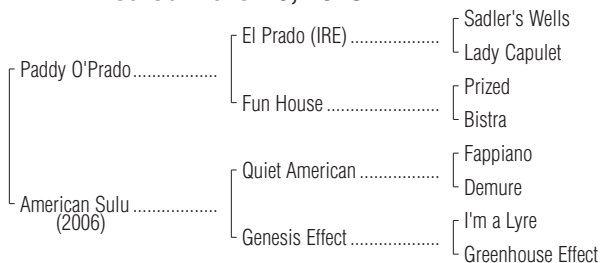 Sadler's Wells
El Prado (IRE)
Lady Capulet
Paddy O'Prado
Prized
Fun House
Bistra
Fappiano
Quiet American
Demure
American Sulu
(2006)
I'm a Lyre
Genesis Effect
Greenhouse Effect